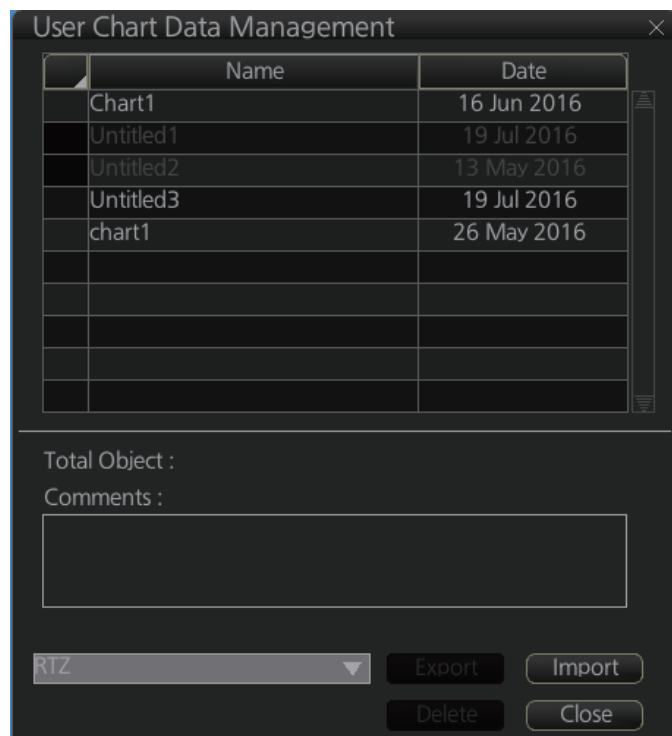 User Chart Data Management
Name Date
Chart1 16 Jun 2016
Untitled1 19 Jul 2016
Untitled2 13 May 2016
Untitled3 19 Jul 2016
chart1 26 May 2016
Total Object :
Comments :
RTZ Export Import
Delete Close